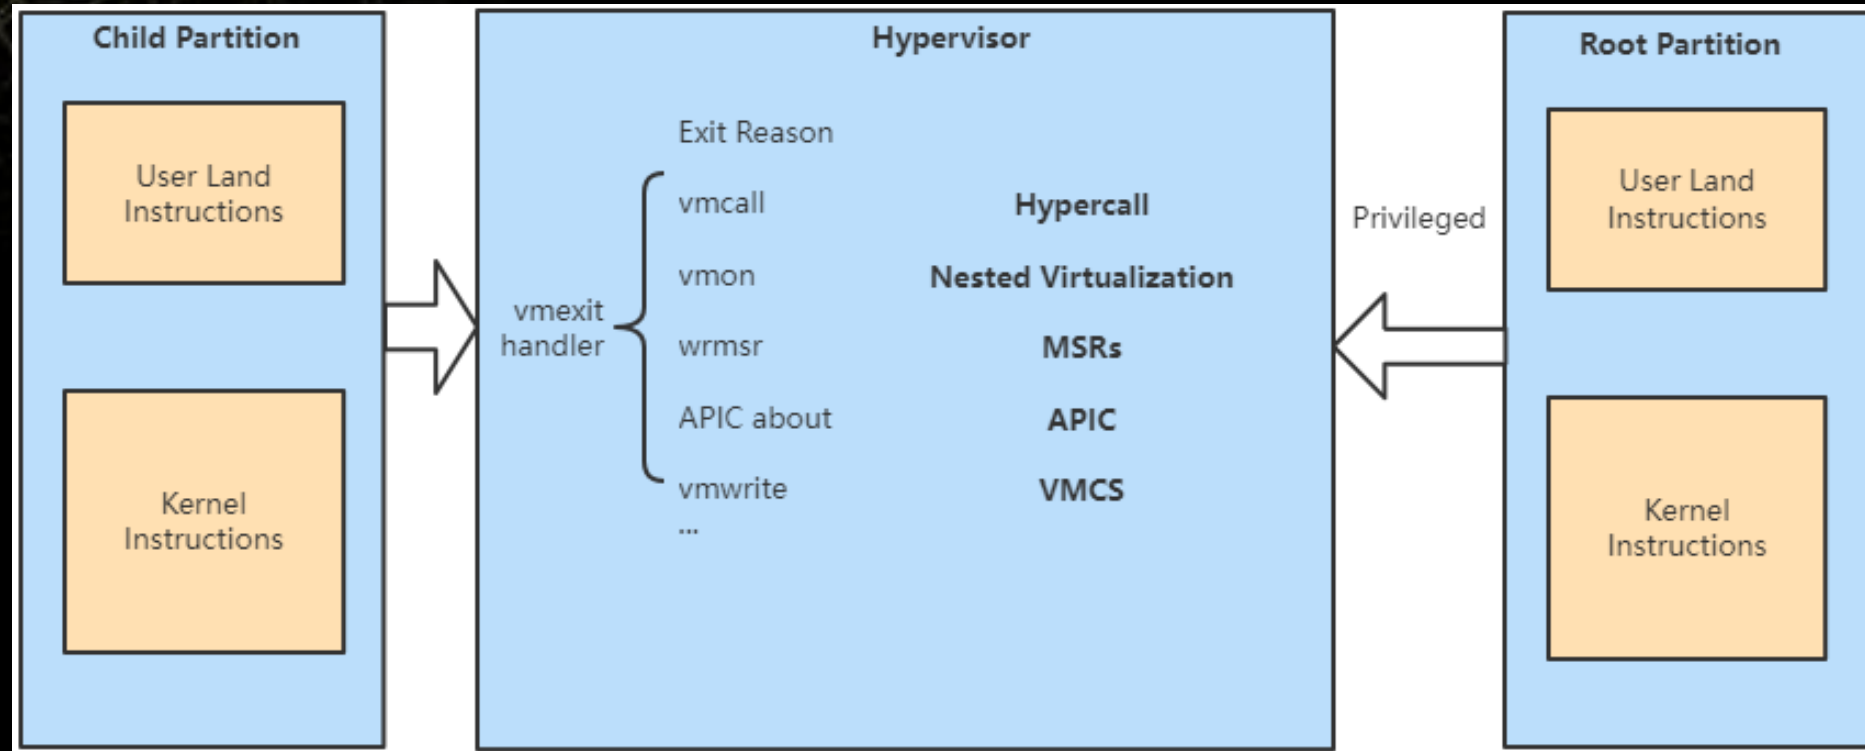 Child Partition
User Land
Instructions
Kernel
Instructions
Hypervisor
Exit Reason
vmexit
handler
vmcall Hypercall
vmon Nested Virtualization
wrmsr MSRs
APIC about APIC
vmwrite VMCS
...
Privileged
Root Partition
User Land
Instructions
Kernel
Instructions